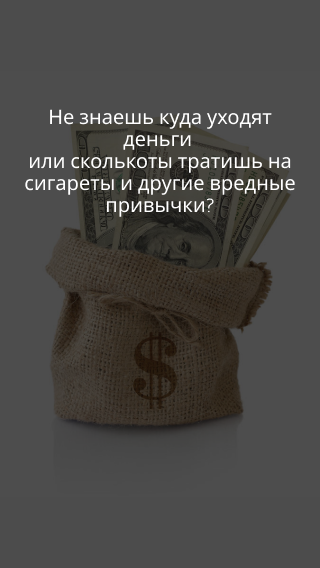 Не знаешь куда уходят
деньги
или сколькоты тратишь на
сигареты и другие вредные
привычки?
$